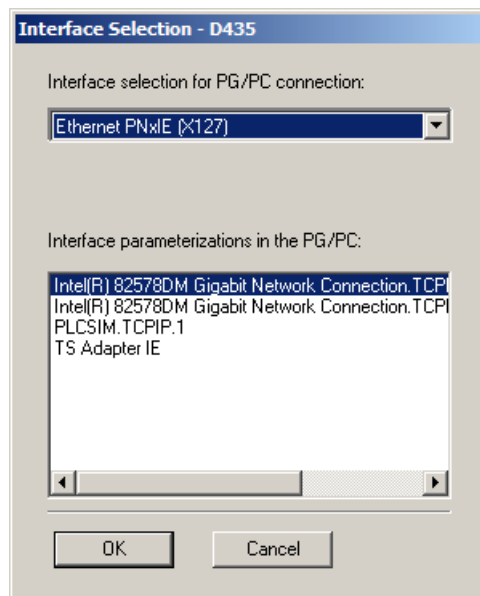 Interface Selection - D435
Interface selection for PG/PC connection:
Ethernet PNxIE (X127)
Interface parameterizations in the PG/PC:
Intel(R) 82578DM Gigabit Network Connection.TCPI
Intel(R) 82578DM Gigabit Network Connection.TCPI
PLCSIM.TCPIP.1
TS Adapter IE
OK
Cancel